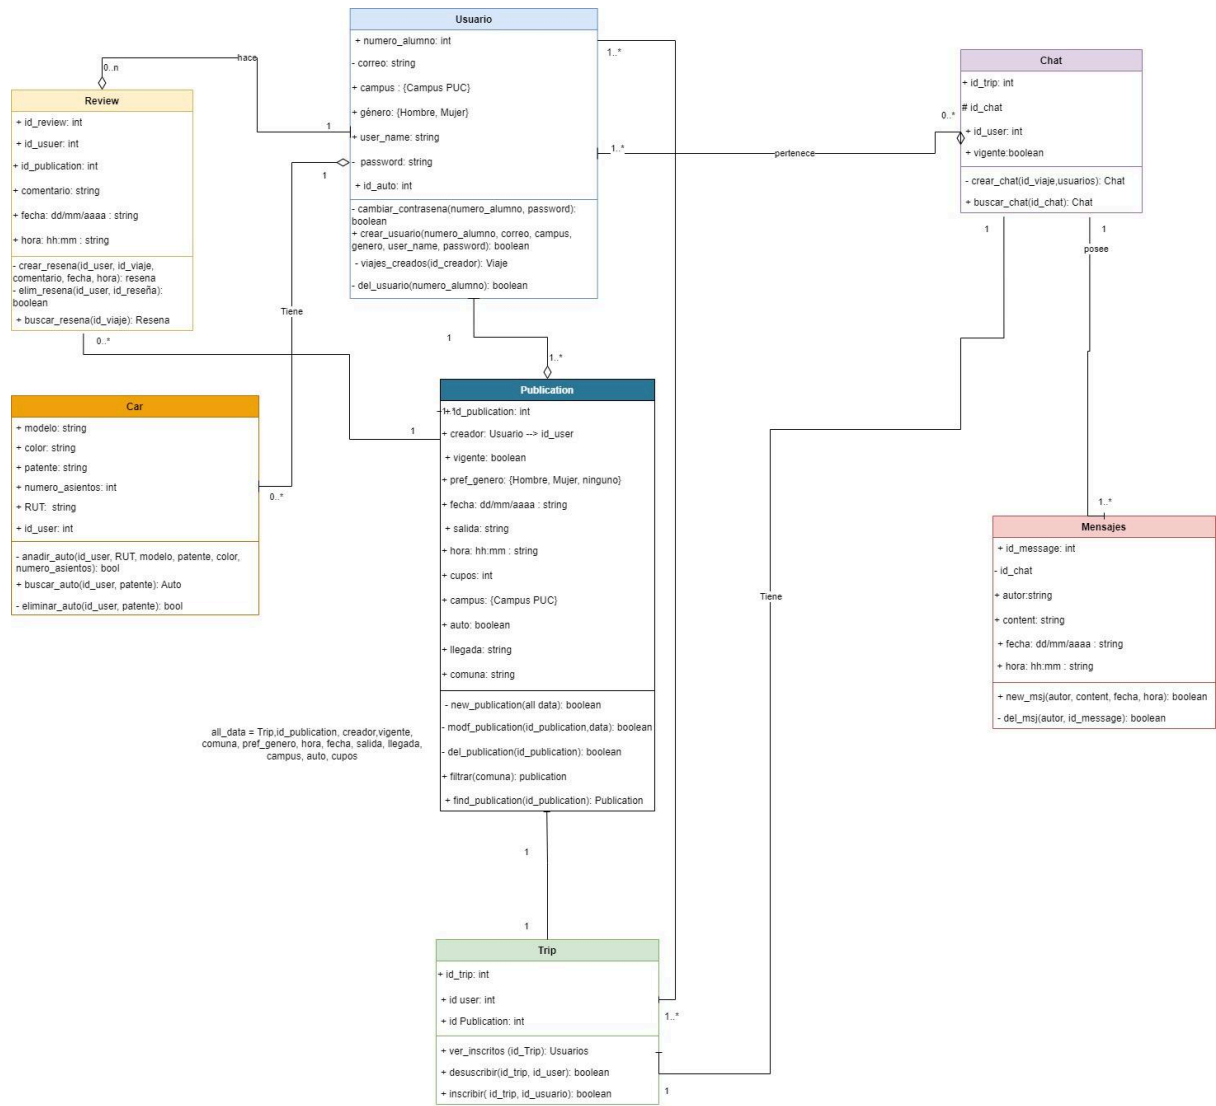 Usuario
+ numero_alumno: int
- correo: string
+ campus : {Campus PUC}
+ género: {Hombre, Mujer}
+ user_name: string
- password: string
+ id_auto: int
- cambiar_contrasena(numero_alumno, password):
boolean
+ crear_usuario(numero_alumno, correo, campus,
genero, user_name, password): boolean
- viajes_creados(id_creador): Viaje
- del_usuario(numero_alumno): boolean
hace
0..n
1
Review
+ id_review: int
+ id_usuer: int
+ id_publication: int
+ comentario: string
+ fecha: dd/mm/aaaa : string
+ hora: hh:mm : string
- crear_resena(id_user, id_viaje,
comentario, fecha, hora): resena
- elim_resena(id_user, id_reseña):
boolean
+ buscar_resena(id_viaje): Resena
0..*
1
1
Tiene
0..*
1..*
1..*
pertenece
0..*
Chat
+ id_trip: int
# id_chat
+ id_user: int
+ vigente:boolean
- crear_chat(id_viaje,usuarios): Chat
+ buscar_chat(id_chat): Chat
1
1
posee
1..*
1
1..*
Car
+ modelo: string
+ color: string
+ patente: string
+ numero_asientos: int
+ RUT: string
+ id_user: int
- anadir_auto(id_user, RUT, modelo, patente, color,
numero_asientos): bool
+ buscar_auto(id_user, patente): Auto
- eliminar_auto(id_user, patente): bool
Publication
+ id_publication: int
+ creador: Usuario --> id_user
+ vigente: boolean
+ pref_genero: {Hombre, Mujer, ninguno}
+ fecha: dd/mm/aaaa : string
+ salida: string
+ hora: hh:mm : string
+ cupos: int
+ campus: {Campus PUC}
+ auto: boolean
+ llegada: string
+ comuna: string
- new_publication(all data): boolean
- modf_publication(id_publication,data): boolean
- del_publication(id_publication): boolean
+ filtrar(comuna): publication
+ find_publication(id_publication): Publication
all_data = Trip,id_publication, creador,vigente,
comuna, pref_genero, hora, fecha, salida, llegada,
campus, auto, cupos
Mensajes
+ id_message: int
- id_chat
+ autor:string
+ content: string
+ fecha: dd/mm/aaaa : string
+ hora: hh:mm : string
+ new_msj(autor, content, fecha, hora): boolean
- del_msj(autor, id_message): boolean
Tiene
1
1
Trip
+ id_trip: int
+ id user: int
+ id Publication: int
+ ver_inscritos (id_Trip): Usuarios
+ desuscribir(id_trip, id_user): boolean
+ inscribir( id_trip, id_usuario): boolean
1..*
1